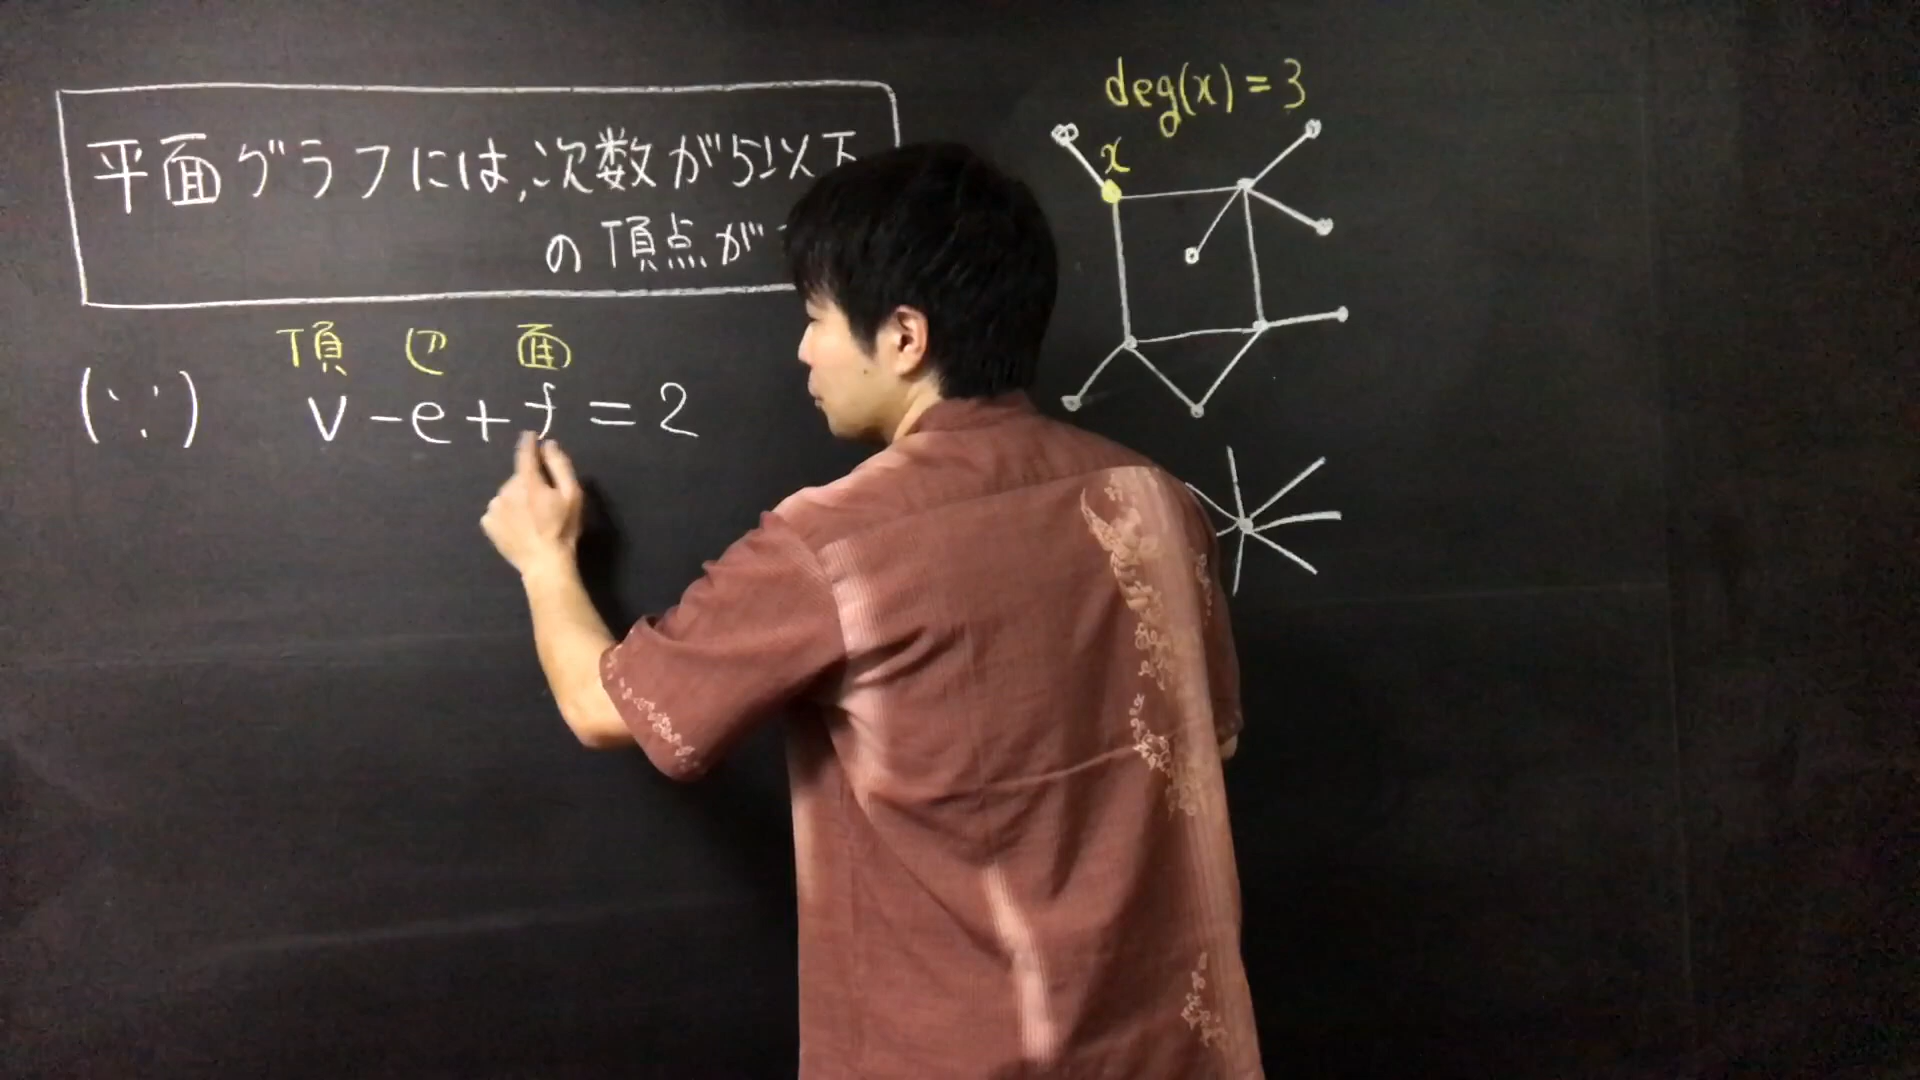 平面グラフには,次数が5以下
の頂点が
頂 辺 面
(∵) v-e+f=2
deg(x)=3
x